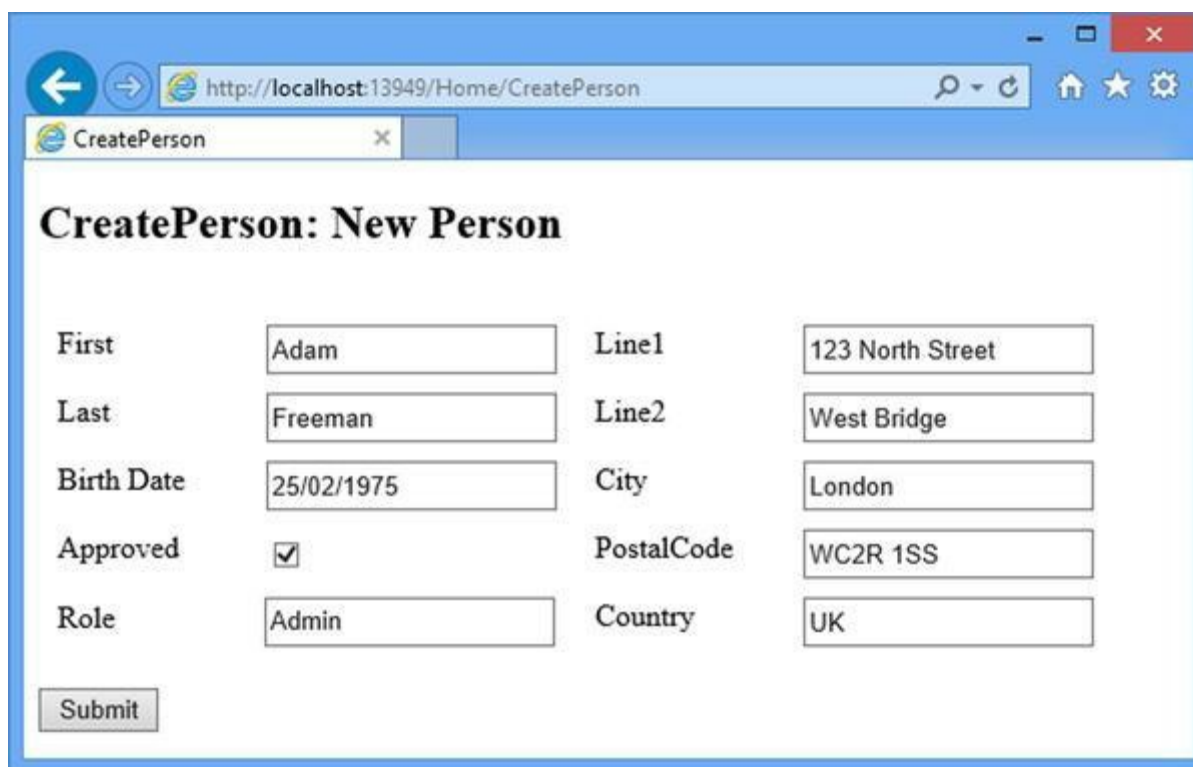 http://localhost:13949/Home/CreatePerson
CreatePerson
CreatePerson: New Person
First Adam Line1 123 North Street
Last Freeman Line2 West Bridge
Birth Date 25/02/1975 City London
Approved PostalCode WC2R 1SS
Role Admin Country UK
Submit